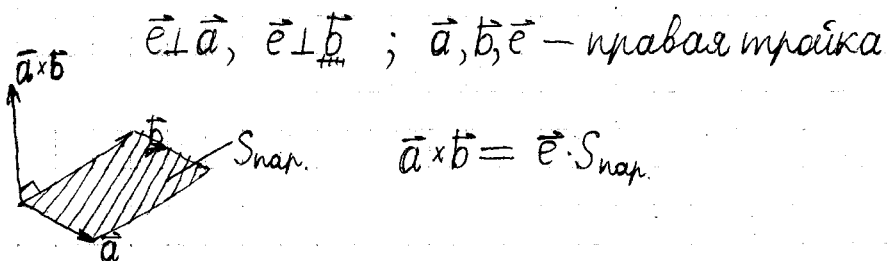 e⃗⊥a⃗, e⃗⊥b⃗ ; a⃗,b⃗,e⃗ – правая тройка
a⃗×b⃗
b⃗
Sпар.
a⃗×b⃗ = e⃗·Sпар.
a⃗